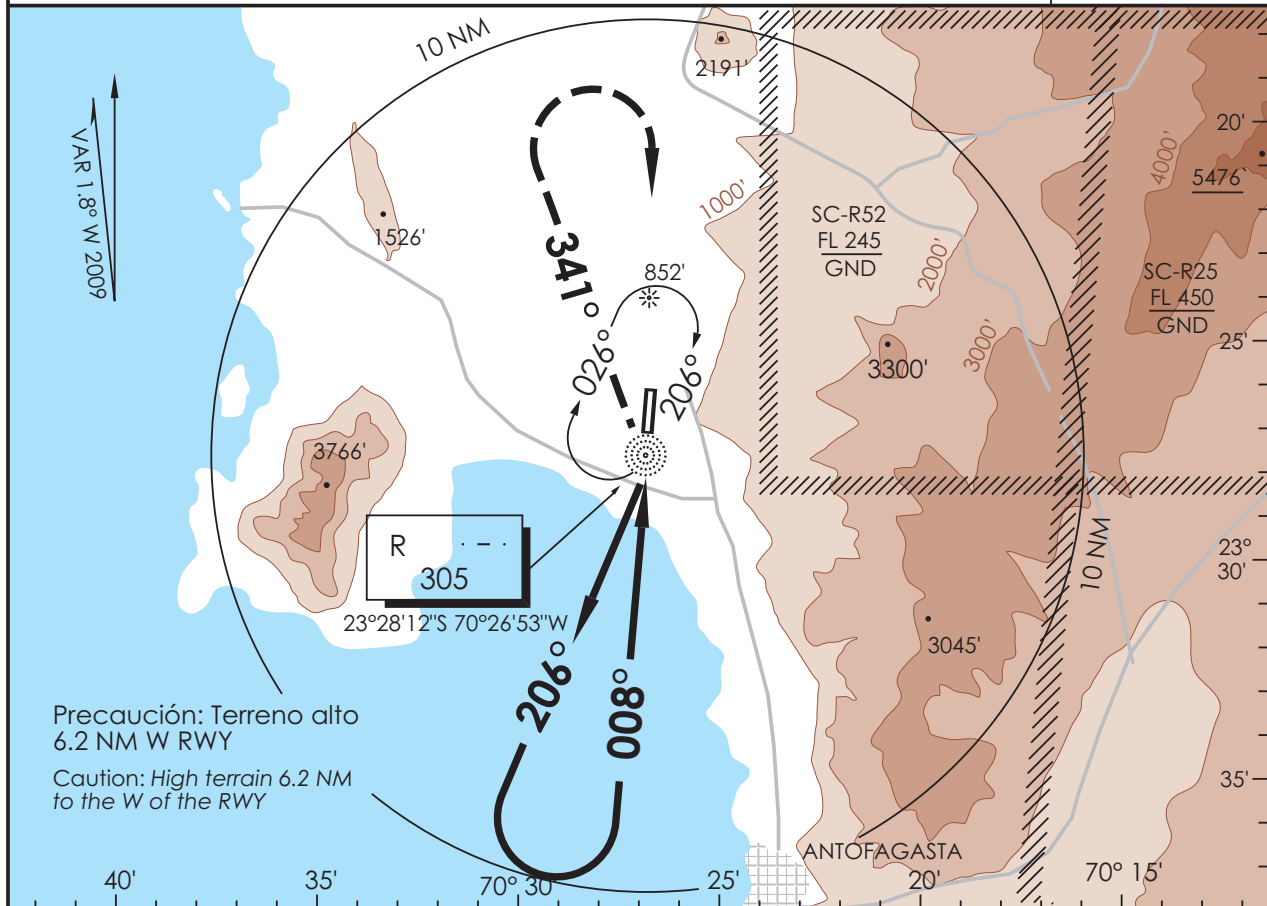 10 NM
2191'
VAR 1.8° W 2009
20'
4000'
5476`
1000'
SC-R52
FL 245
GND
1526'
341°
2000'
852'
SC-R25
FL 450
GND
3000'
25'
026°
206°
3300'
3766'
R · – ·
305
23°28'12"S 70°26'53"W
23°
30'
10 NM
3045'
206°
008°
Precaución: Terreno alto
6.2 NM W RWY
Caution: High terrain 6.2 NM
to the W of the RWY
35'
ANTOFAGASTA
40'
35'
70° 30'
25'
20'
70° 15'